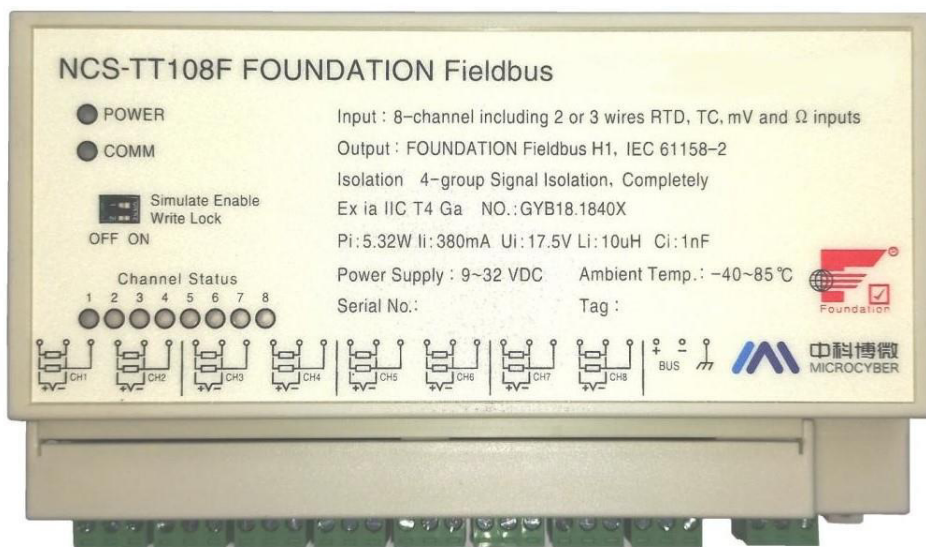 NCS-TT108F FOUNDATION Fieldbus
POWER
COMM
Simulate Enable
Write Lock
OFF ON
Input : 8-channel including 2 or 3 wires RTD, TC, mV and Ω inputs
Output : FOUNDATION Fieldbus H1, IEC 61158-2
Isolation 4-group Signal Isolation, Completely
Ex ia IIC T4 Ga NO.:GYB18.1840X
Pi:5.32W Ii:380mA Ui:17.5V Li:10uH Ci:1nF
Power Supply : 9~32 VDC Ambient Temp.: -40~85℃
Serial No.: Tag :
Channel Status
1 2 3 4 5 6 7 8
F ®
Foundation
CH1 CH2 CH3 CH4 CH5 CH6 CH7 CH8
+V- +V- +V- +V- +V- +V- +V- +V-
+ -
BUS
中科博微
MICROCYBER